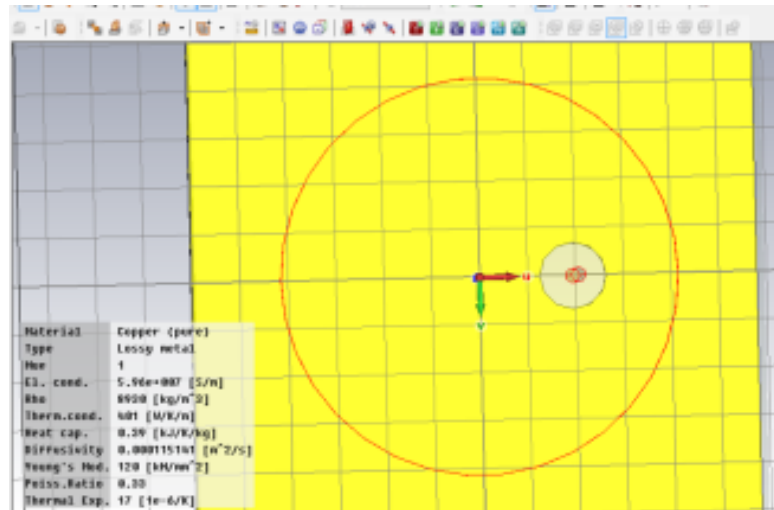 Material Copper (pure)
Type Lossy metal
Mue 1
El. cond. 5.96e+007 [S/m]
Rho 8930 [kg/m^3]
Therm.cond. 401 [W/K/m]
Heat cap. 0.39 [kJ/K/kg]
Diffusivity 0.000115141 [m^2/s]
Young's Mod. 120 [kN/mm^2]
Poiss.Ratio 0.33
Thermal Exp. 17 [1e-6/K]